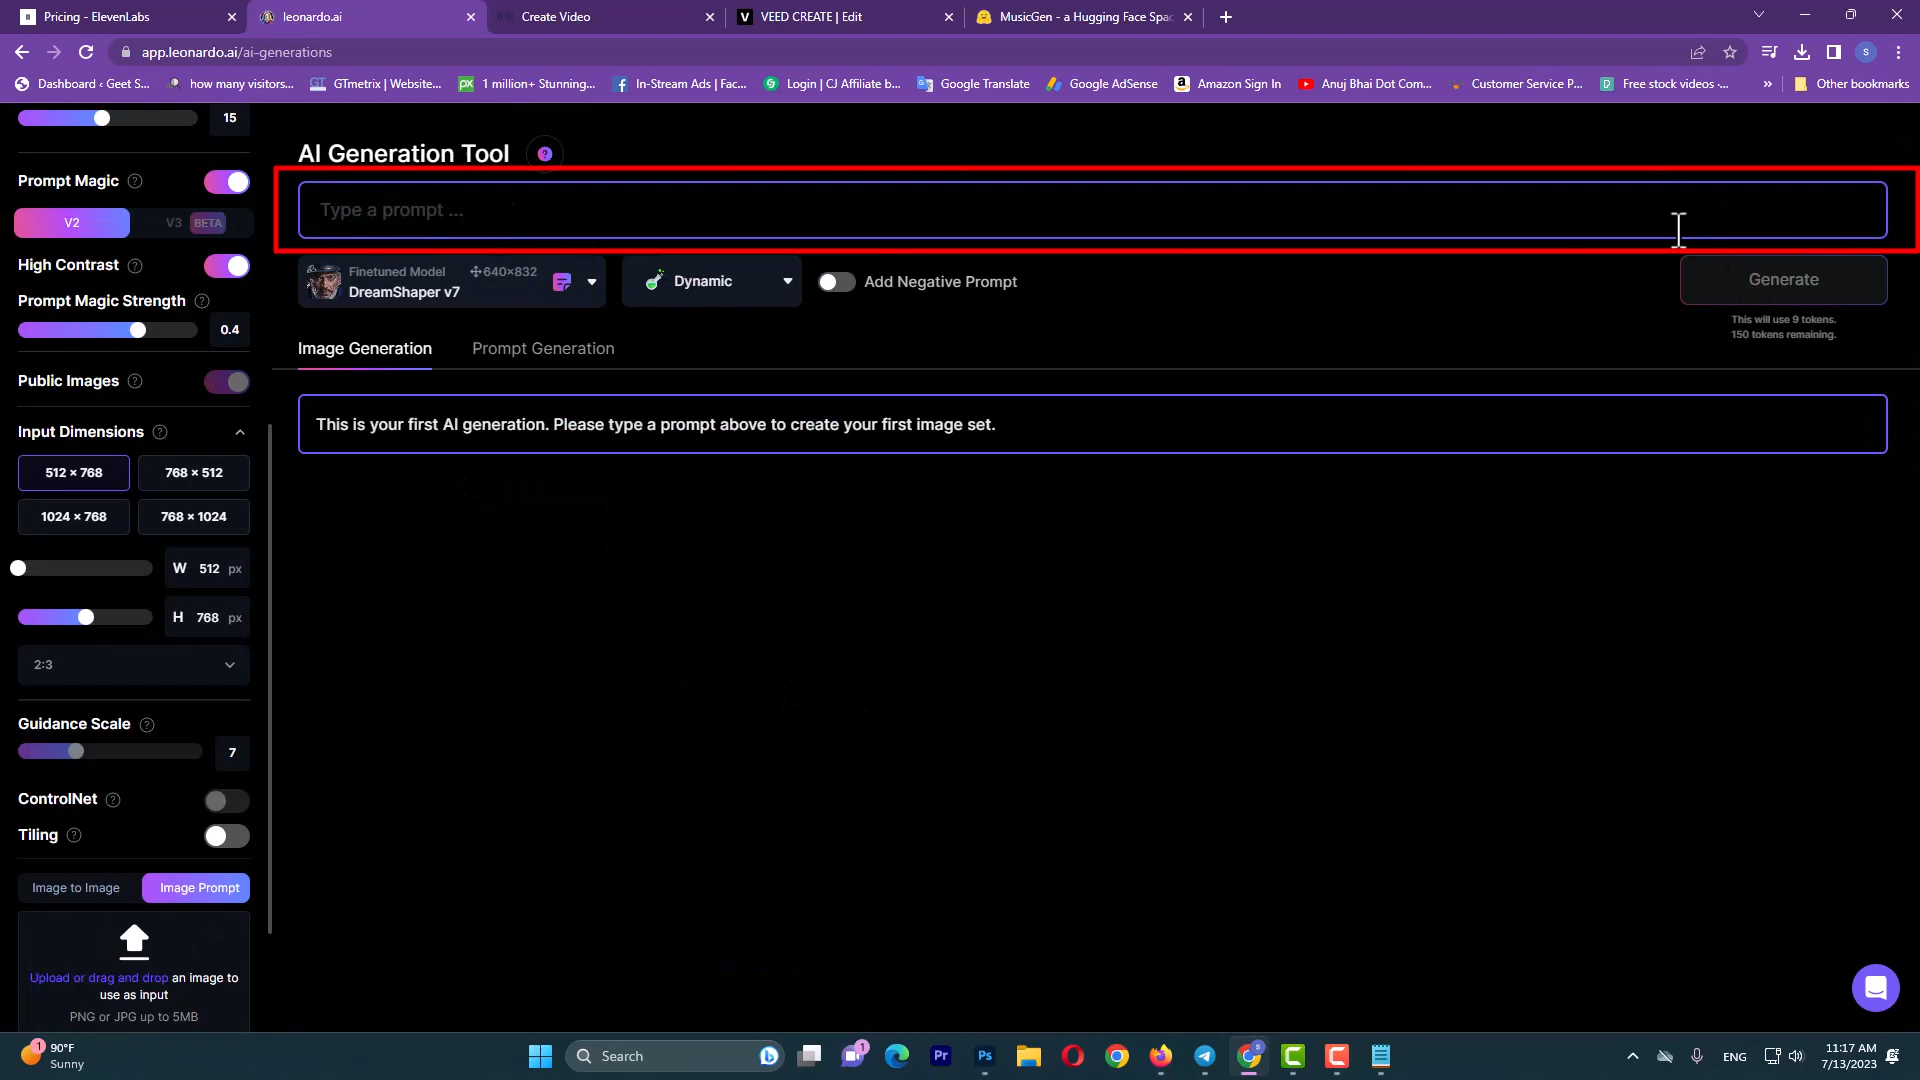 Pricing - ElevenLabs
leonardo.ai
Create Video
VEED CREATE | Edit
MusicGen - a Hugging Face Spac
app.leonardo.ai/ai-generations
S
Dashboard ‹ Geet S...
how many visitors...
GTmetrix | Website...
1 million+ Stunning...
In-Stream Ads | Fac...
Login | CJ Affiliate b...
Google Translate
Google AdSense
Amazon Sign In
Anuj Bhai Dot Com...
Customer Service P...
Free stock videos ·...
»
Other bookmarks
15
AI Generation Tool ?
Prompt Magic ?
Type a prompt ...
V2
V3 BETA
High Contrast ?
Finetuned Model 640×832
DreamShaper v7
Dynamic
Add Negative Prompt
Generate
Prompt Magic Strength ?
0.4
This will use 9 tokens.
150 tokens remaining.
Image Generation
Prompt Generation
Public Images ?
This is your first AI generation. Please type a prompt above to create your first image set.
Input Dimensions ?
512 × 768
768 × 512
1024 × 768
768 × 1024
W 512 px
H 768 px
2:3
Guidance Scale ?
7
ControlNet ?
Tiling ?
Image to Image
Image Prompt
Upload or drag and drop an image to
use as input
PNG or JPG up to 5MB
1
90°F
Sunny
Search
1
Pr
Ps
S
ENG
11:17 AM
7/13/2023